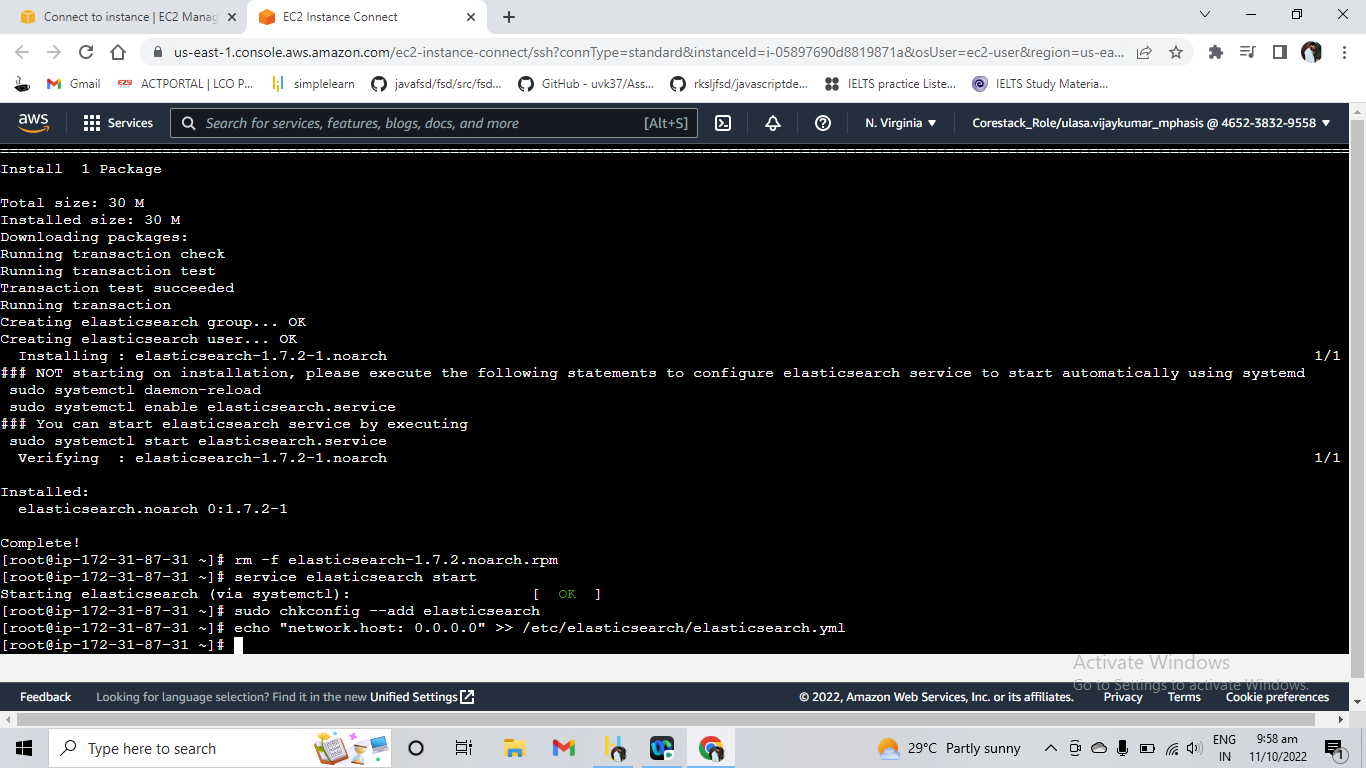 Connect to instance | EC2 Manag
EC2 Instance Connect
us-east-1.console.aws.amazon.com/ec2-instance-connect/ssh?connType=standard&instanceId=i-05897690d8819871a&osUser=ec2-user&region=us-ea...
Gmail
ACTPORTAL | LCO P...
simplelearn
javafsd/fsd/src/fsd...
GitHub - uvk37/Ass...
rksljfsd/javascriptde...
IELTS practice Liste...
IELTS Study Materia...
aws
Services
Search for services, features, blogs, docs, and more
[Alt+S]
N. Virginia
Corestack_Role/ulasa.vijaykumar_mphasis @ 4652-3832-9558
Install  1 Package
Total size: 30 M
Installed size: 30 M
Downloading packages:
Running transaction check
Running transaction test
Transaction test succeeded
Running transaction
Creating elasticsearch group... OK
Creating elasticsearch user... OK
  Installing : elasticsearch-1.7.2-1.noarch 1/1
### NOT starting on installation, please execute the following statements to configure elasticsearch service to start automatically using systemd
 sudo systemctl daemon-reload
 sudo systemctl enable elasticsearch.service
### You can start elasticsearch service by executing
 sudo systemctl start elasticsearch.service
  Verifying  : elasticsearch-1.7.2-1.noarch 1/1
Installed:
  elasticsearch.noarch 0:1.7.2-1
Complete!
[root@ip-172-31-87-31 ~]# rm -f elasticsearch-1.7.2.noarch.rpm
[root@ip-172-31-87-31 ~]# service elasticsearch start
Starting elasticsearch (via systemctl): [  OK  ]
[root@ip-172-31-87-31 ~]# sudo chkconfig --add elasticsearch
[root@ip-172-31-87-31 ~]# echo "network.host: 0.0.0.0" >> /etc/elasticsearch/elasticsearch.yml
[root@ip-172-31-87-31 ~]#
Activate Windows
Go to Settings to activate Windows.
Feedback
Looking for language selection? Find it in the new Unified Settings
© 2022, Amazon Web Services, Inc. or its affiliates.
Privacy
Terms
Cookie preferences
Type here to search
29°C Partly sunny
ENG
IN
9:58 am
11/10/2022
1